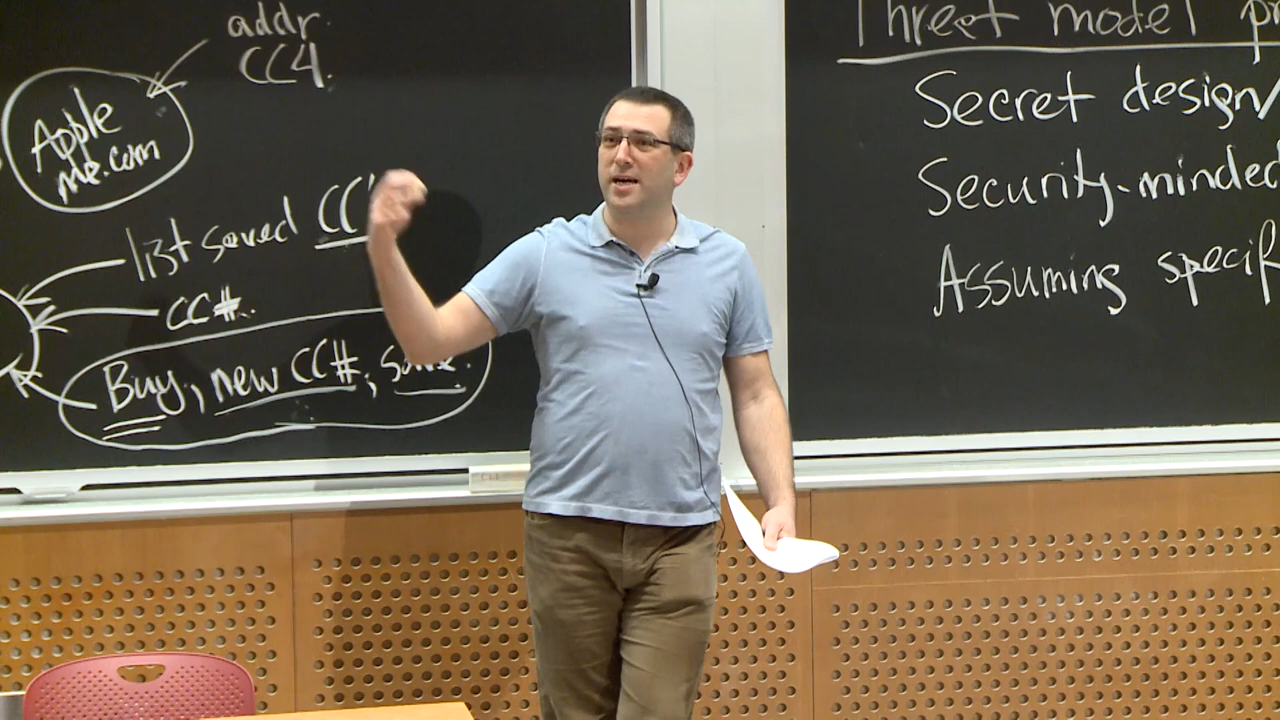 addr.
CC4.
Apple
me.com
list saved CC
CC#.
Buy, new CC#, save.
Threat model
Secret design/
Security-minded
Assuming specif